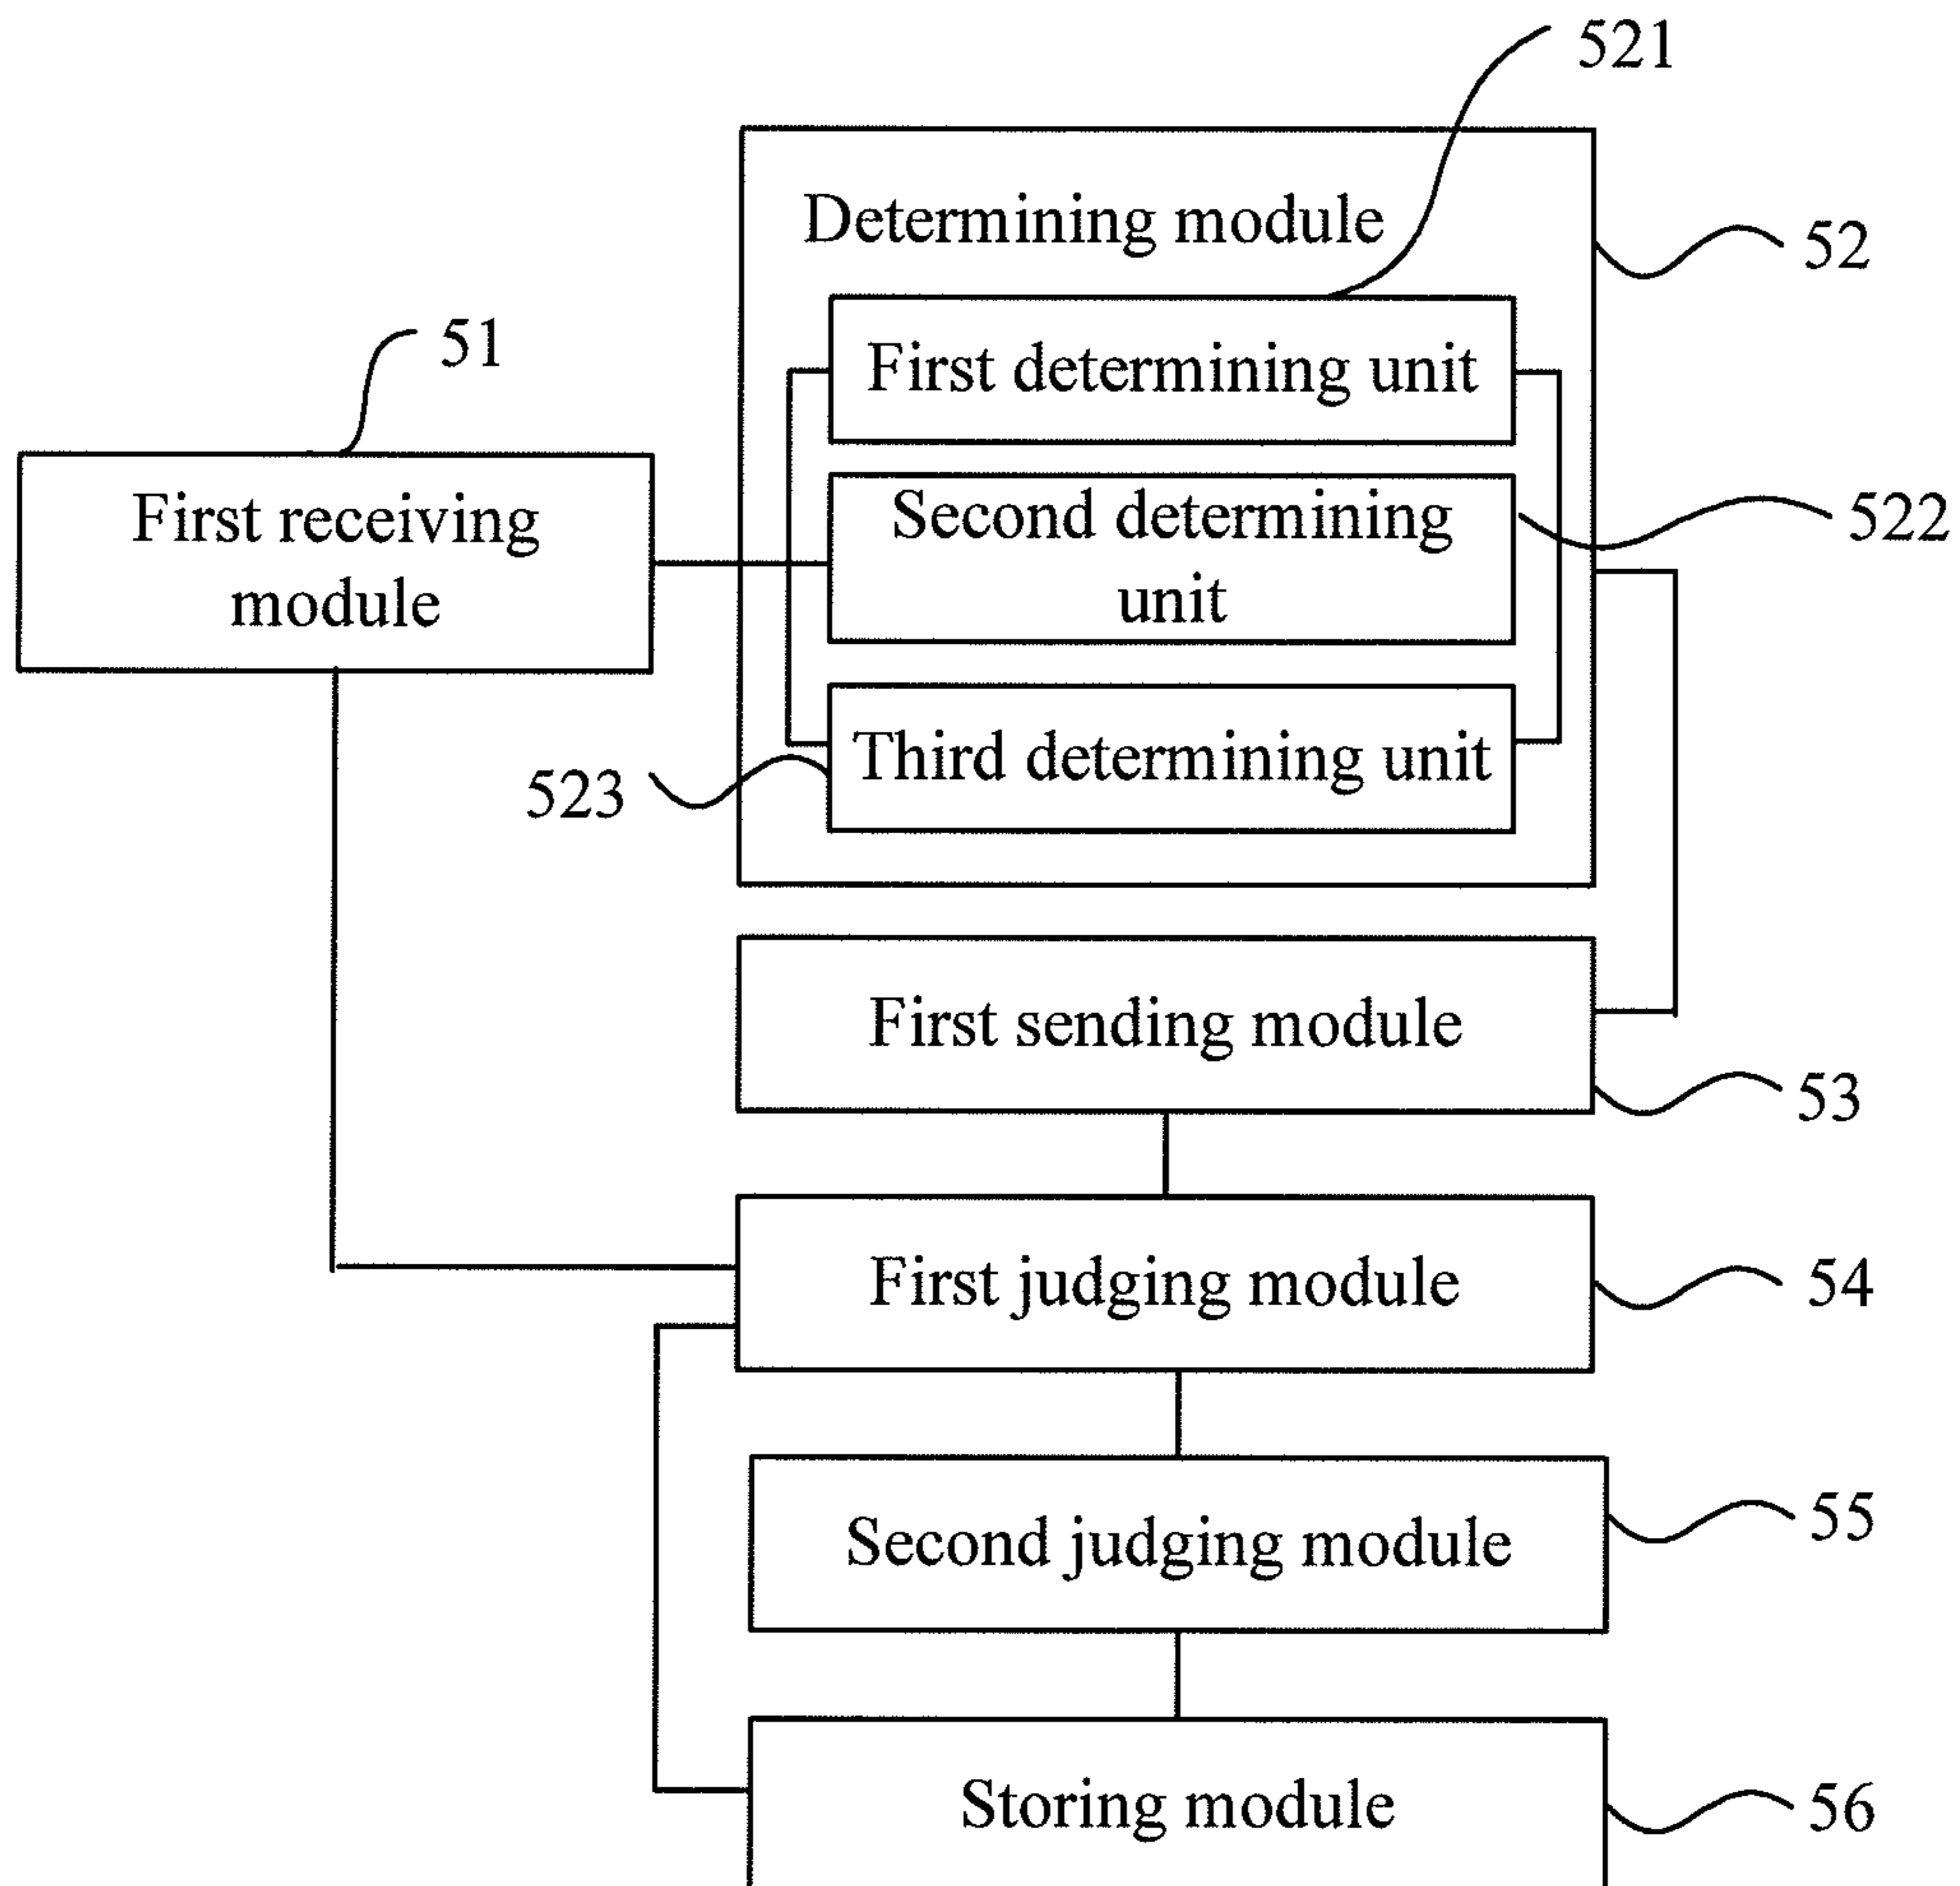 521
Determining module
52
First determining unit
51
First receiving
module
Second determining
unit
522
Third determining unit
523
First sending module
53
First judging module
54
Second judging module
55
Storing module
56